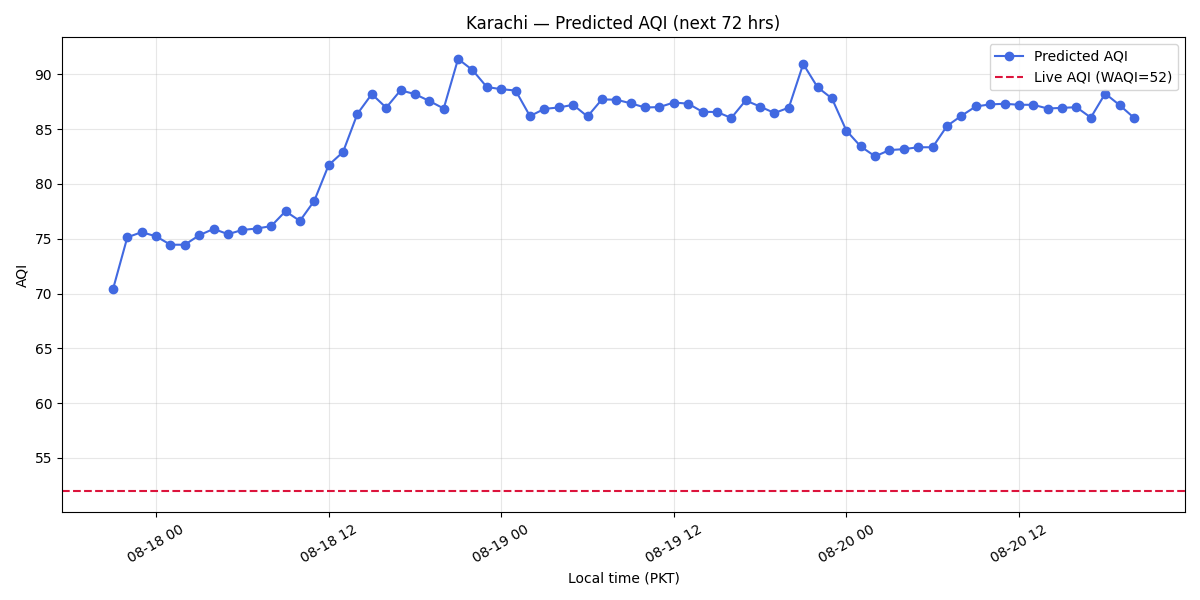 Karachi — Predicted AQI (next 72 hrs)
Predicted AQI
Live AQI (WAQI=52)
AQI
90
85
80
75
70
65
60
55
08-18 00
08-18 12
08-19 00
08-19 12
08-20 00
08-20 12
Local time (PKT)